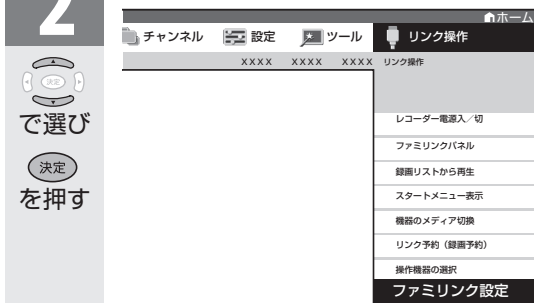 2
決定
で選び
決定
を押す
ホーム
チャンネル 設定 ツール リンク操作
XXXX XXXX XXXX リンク操作
レコーダー電源入/切
ファミリンクパネル
録画リストから再生
スタートメニュー表示
機器のメディア切換
リンク予約（録画予約）
操作機器の選択
ファミリンク設定